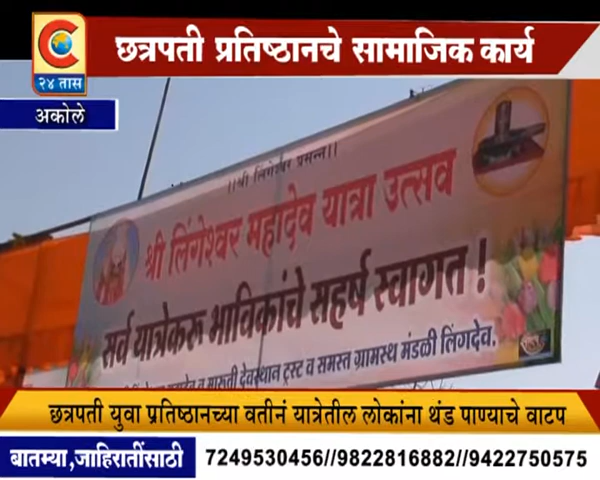 छत्रपती प्रतिष्ठानचे सामाजिक कार्य
C
२४ तास
अकोले
।।श्री लिंगेश्वर प्रसन्न।।
श्री लिंगेश्वर महादेव यात्रा उत्सव
सर्व यात्रेकरू भाविकांचे सहर्ष स्वागत !
व मारुती देवस्थान ट्रस्ट व समस्त ग्रामस्थ मंडळी लिंगदेव.
छत्रपती युवा प्रतिष्ठानच्या वतीनं यात्रेतील लोकांना थंड पाण्याचे वाटप
बातम्या,जाहिरातींसाठी
7249530456//9822816882//9422750575